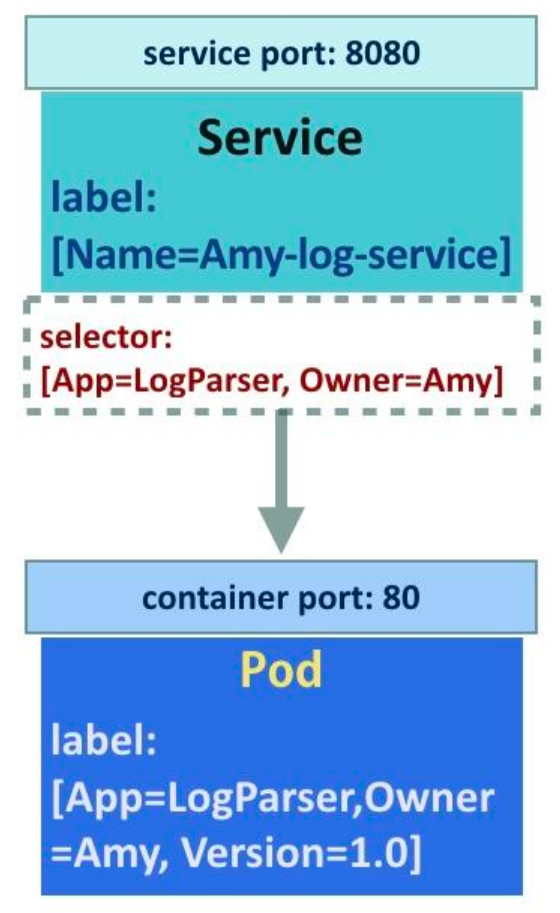 service port: 8080
Service
label:
[Name=Amy-log-service]
selector:
[App=LogParser, Owner=Amy]
container port: 80
Pod
label:
[App=LogParser,Owner
=Amy, Version=1.0]